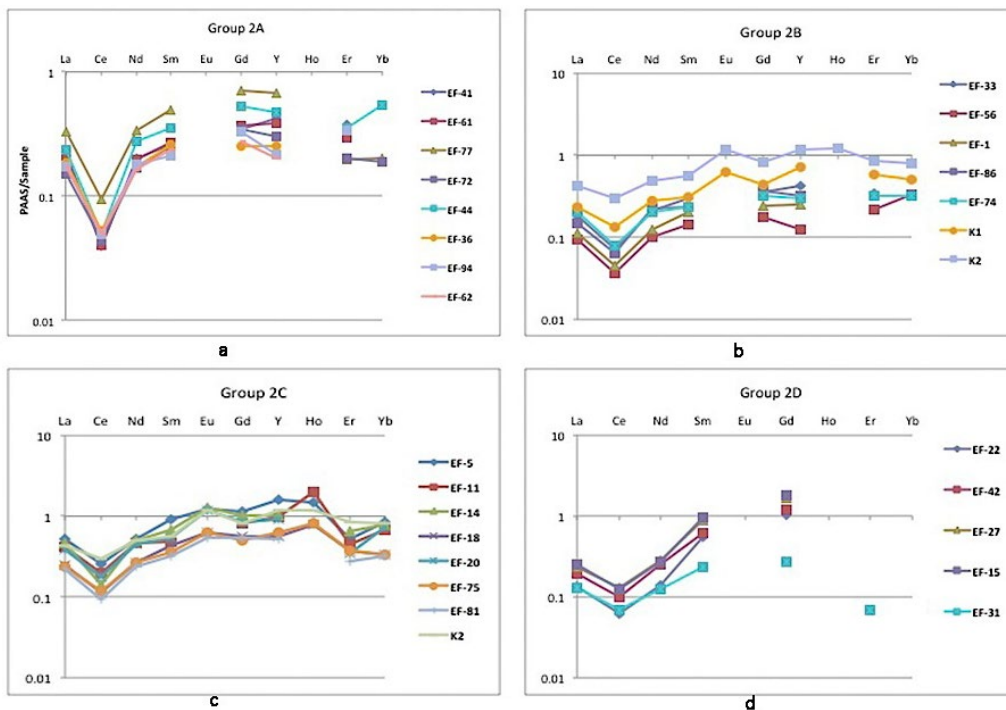 Group 2A
La Ce Nd Sm Eu Gd Y Ho Er Yb
1
0.1
0.01
PAAS/Sample
EF-41
EF-61
EF-77
EF-72
EF-44
EF-36
EF-94
EF-62
a
Group 2B
La Ce Nd Sm Eu Gd Y Ho Er Yb
10
1
0.1
0.01
EF-33
EF-56
EF-1
EF-86
EF-74
K1
K2
b
Group 2C
La Ce Nd Sm Eu Gd Y Ho Er Yb
10
1
0.1
0.01
EF-5
EF-11
EF-14
EF-18
EF-20
EF-75
EF-81
K2
c
Group 2D
La Ce Nd Sm Eu Gd Ho Er Yb
10
1
0.1
0.01
EF-22
EF-42
EF-27
EF-15
EF-31
d